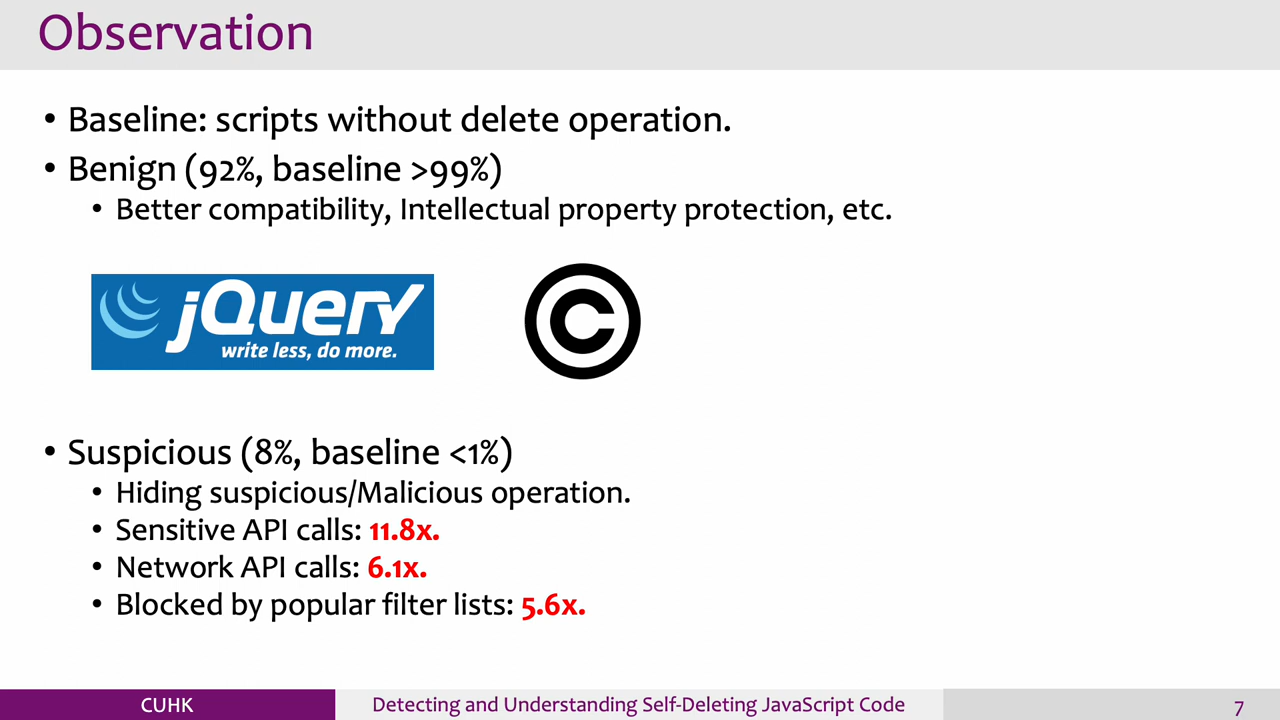 Observation
• Baseline: scripts without delete operation.
• Benign (92%, baseline >99%)
• Better compatibility, Intellectual property protection, etc.
jQuery
write less, do more.
©
• Suspicious (8%, baseline <1%)
• Hiding suspicious/Malicious operation.
• Sensitive API calls: 11.8x.
• Network API calls: 6.1x.
• Blocked by popular filter lists: 5.6x.
CUHK
Detecting and Understanding Self-Deleting JavaScript Code
7